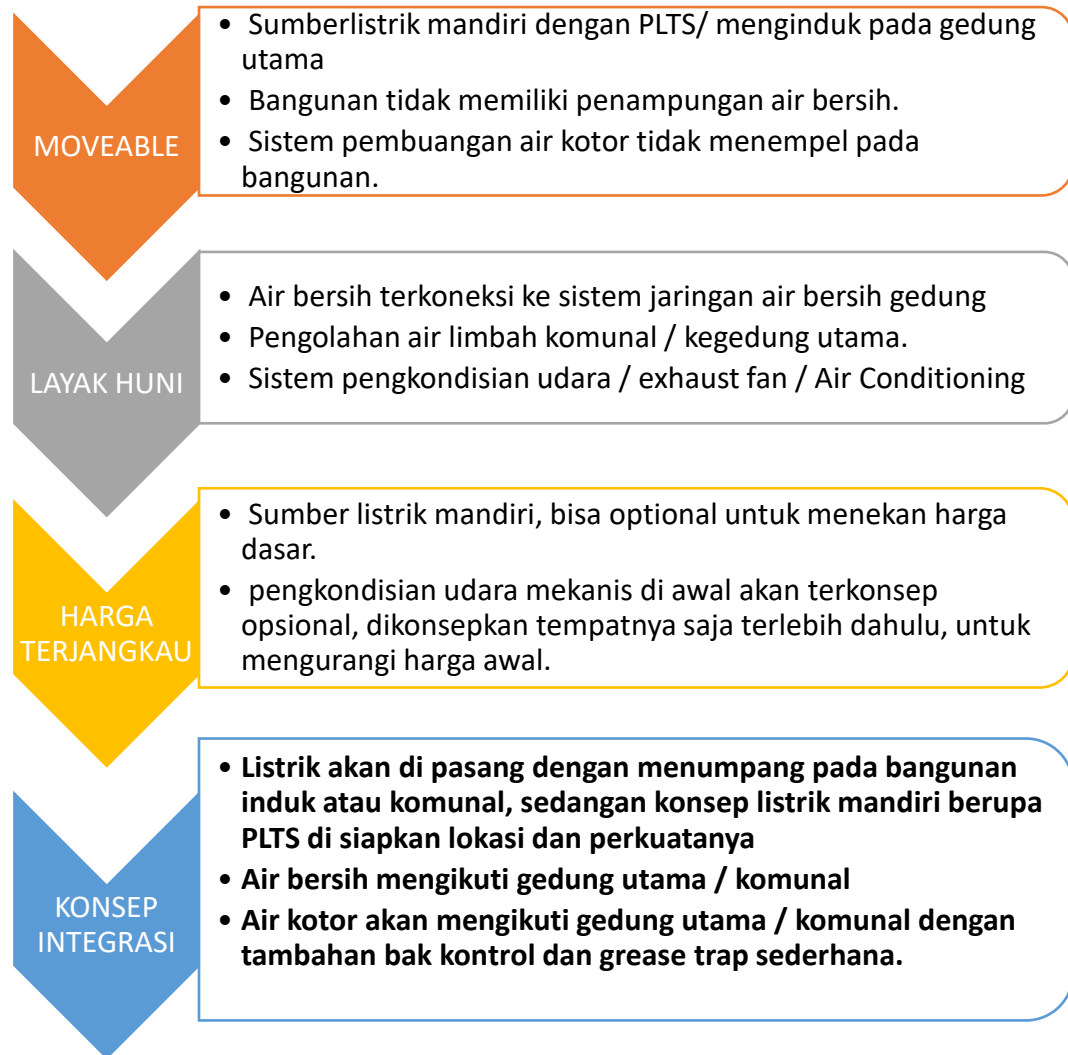 MOVEABLE
• Sumberlistrik mandiri dengan PLTS/ menginduk pada gedung
utama
• Bangunan tidak memiliki penampungan air bersih.
• Sistem pembuangan air kotor tidak menempel pada
bangunan.
LAYAK HUNI
• Air bersih terkoneksi ke sistem jaringan air bersih gedung
• Pengolahan air limbah komunal / kegedung utama.
• Sistem pengkondisian udara / exhaust fan / Air Conditioning
HARGA
TERJANGKAU
• Sumber listrik mandiri, bisa optional untuk menekan harga
dasar.
• pengkondisian udara mekanis di awal akan terkonsep
opsional, dikonsepkan tempatnya saja terlebih dahulu, untuk
mengurangi harga awal.
KONSEP
INTEGRASI
• Listrik akan di pasang dengan menumpang pada bangunan
induk atau komunal, sedangan konsep listrik mandiri berupa
PLTS di siapkan lokasi dan perkuatanya
• Air bersih mengikuti gedung utama / komunal
• Air kotor akan mengikuti gedung utama / komunal dengan
tambahan bak kontrol dan grease trap sederhana.